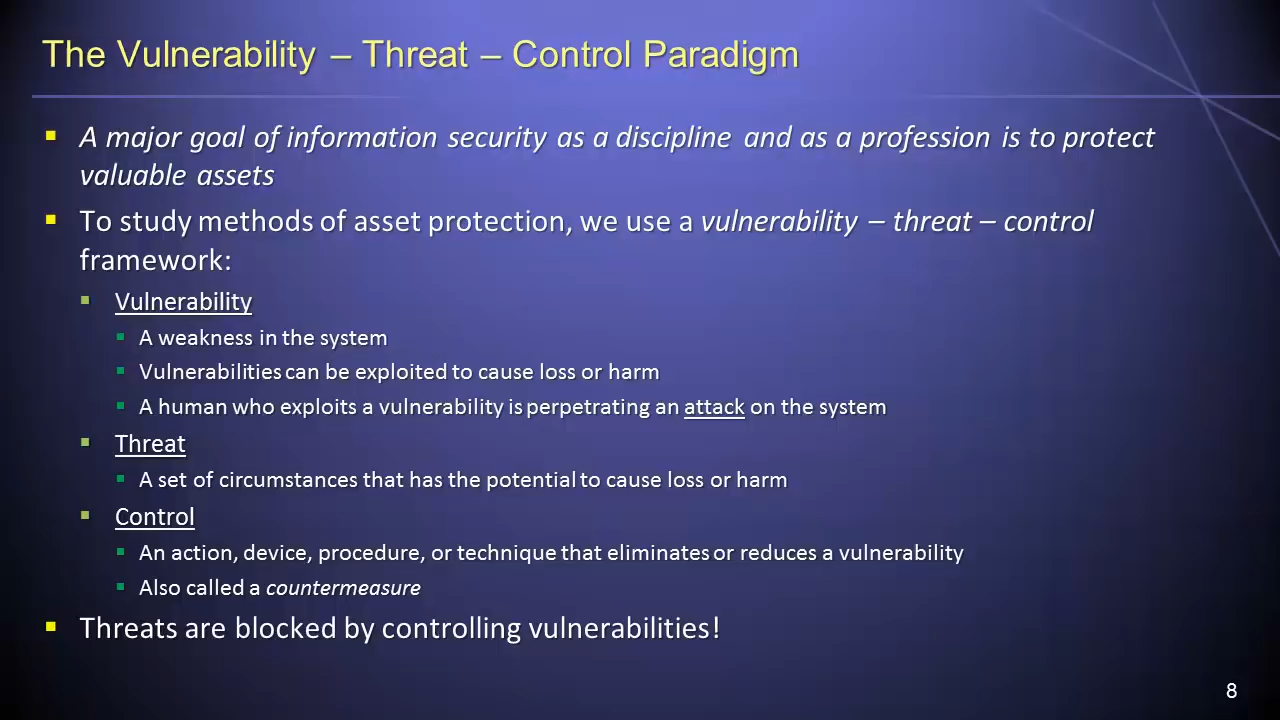 The Vulnerability – Threat – Control Paradigm
A major goal of information security as a discipline and as a profession is to protect
valuable assets
To study methods of asset protection, we use a vulnerability – threat – control
framework:
Vulnerability
A weakness in the system
Vulnerabilities can be exploited to cause loss or harm
A human who exploits a vulnerability is perpetrating an attack on the system
Threat
A set of circumstances that has the potential to cause loss or harm
Control
An action, device, procedure, or technique that eliminates or reduces a vulnerability
Also called a countermeasure
Threats are blocked by controlling vulnerabilities!
8